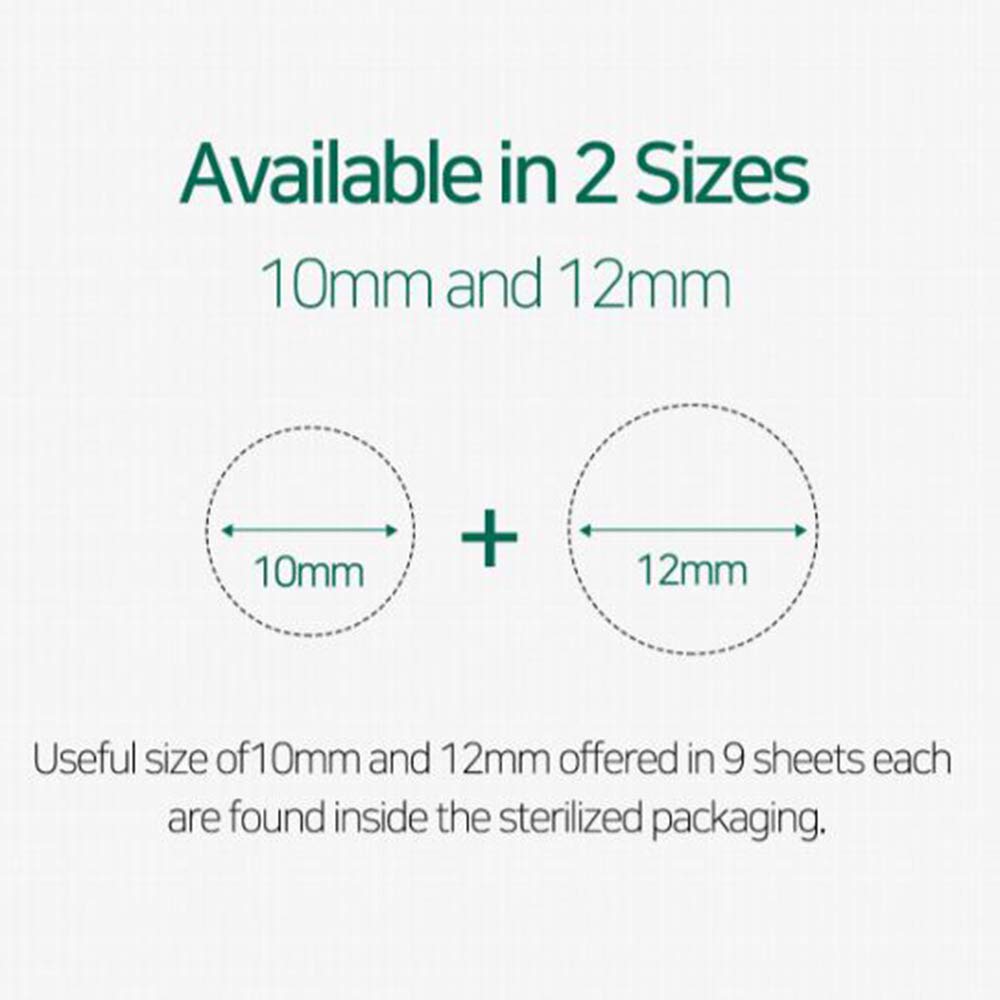 Available in 2 Sizes
10mm and 12mm
10mm
+
12mm
Useful size of10mm and 12mm offered in 9 sheets each
are found inside the sterilized packaging.